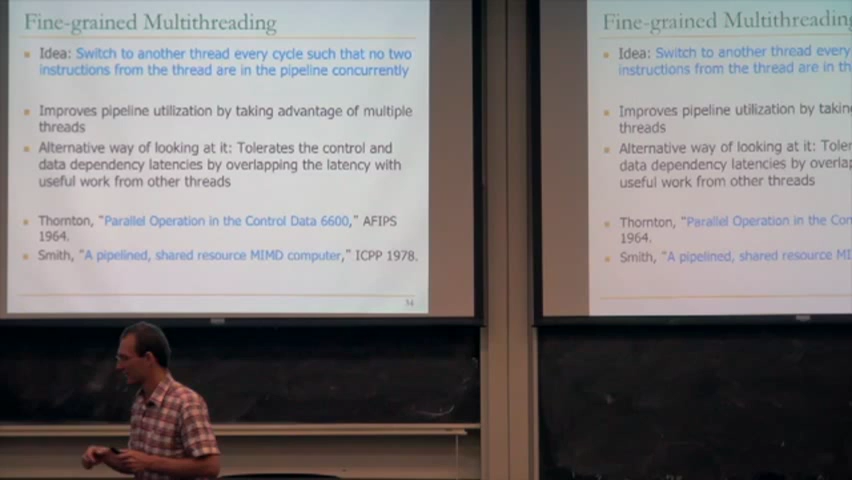 Fine-grained Multithreading
Idea: Switch to another thread every cycle such that no two
instructions from the thread are in the pipeline concurrently
Improves pipeline utilization by taking advantage of multiple
threads
Alternative way of looking at it: Tolerates the control and
data dependency latencies by overlapping the latency with
useful work from other threads
Thornton, "Parallel Operation in the Control Data 6600," AFIPS
1964.
Smith, "A pipelined, shared resource MIMD computer," ICPP 1978.
34
Fine-grained Multithreading
Idea: Switch to another thread every
instructions from the thread are in th
Improves pipeline utilization by takin
threads
Alternative way of looking at it: Toler
data dependency latencies by overla
useful work from other threads
Thornton, "Parallel Operation in the Con
1964.
Smith, "A pipelined, shared resource MI